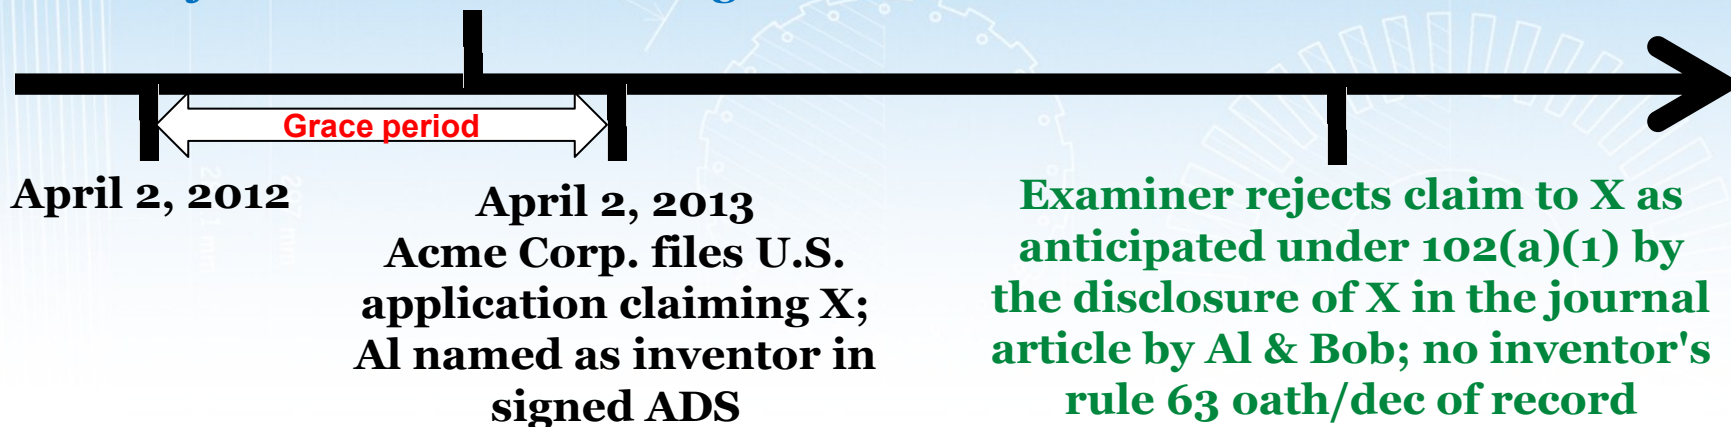 Grace period
April 2, 2012
April 2, 2013
Acme Corp. files U.S.
application claiming X;
Al named as inventor in
signed ADS
Examiner rejects claim to X as
anticipated under 102(a)(1) by
the disclosure of X in the journal
article by Al & Bob; no inventor's
rule 63 oath/dec of record